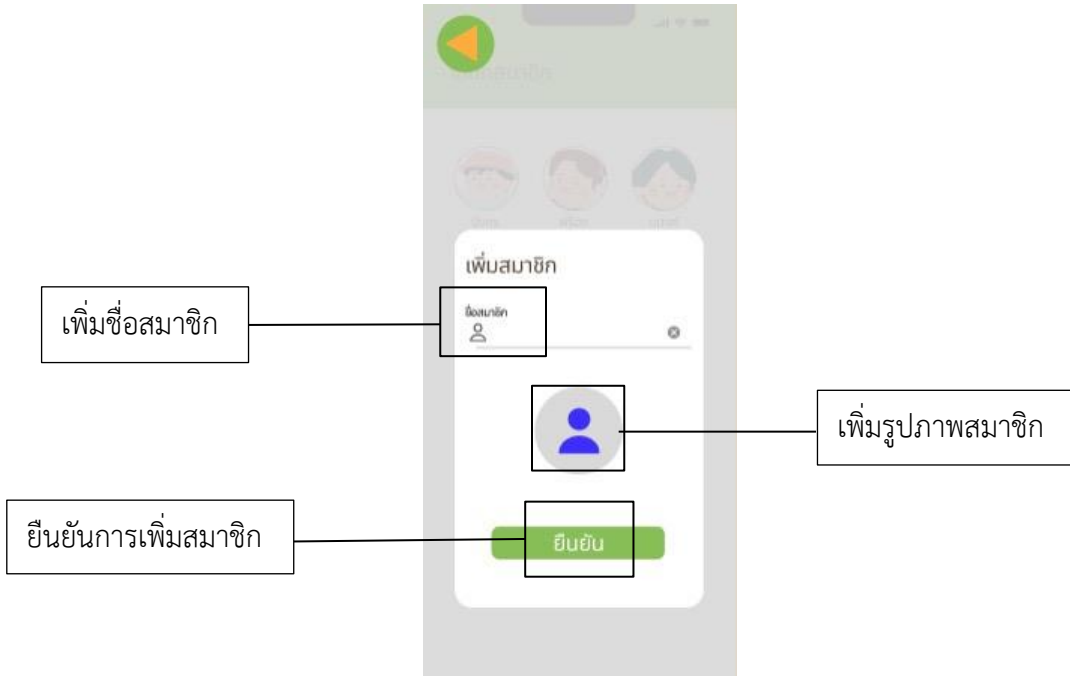 เพิ่มสมาชิก
เพิ่มชื่อสมาชิก
ชื่อสมาชิก
เพิ่มรูปภาพสมาชิก
ยืนยันการเพิ่มสมาชิก
ยืนยัน